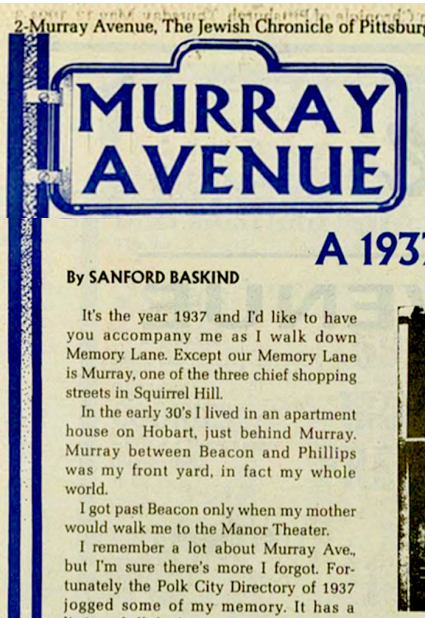 2-Murray Avenue, The Jewish Chronicle of
MURRAY
AVENUE
A 1937
By SANFORD BASKIND
It's the year 1937 and I'd like to have
you accompany me as I walk down
Memory Lane. Except our Memory Lane
is Murray, one of the three chief shopping
streets in Squirrel Hill.
In the early 30's I lived in an apartment
house on Hobart, just behind Murray.
Murray between Beacon and Phillips
was my front yard, in fact my whole
world.
I got past Beacon only when my mother
would walk me to the Manor Theater.
I remember a lot about Murray Ave.,
but I'm sure there's more I forgot. For-
tunately the Polk City Directory of 1937
jogged some of my memory. It has a